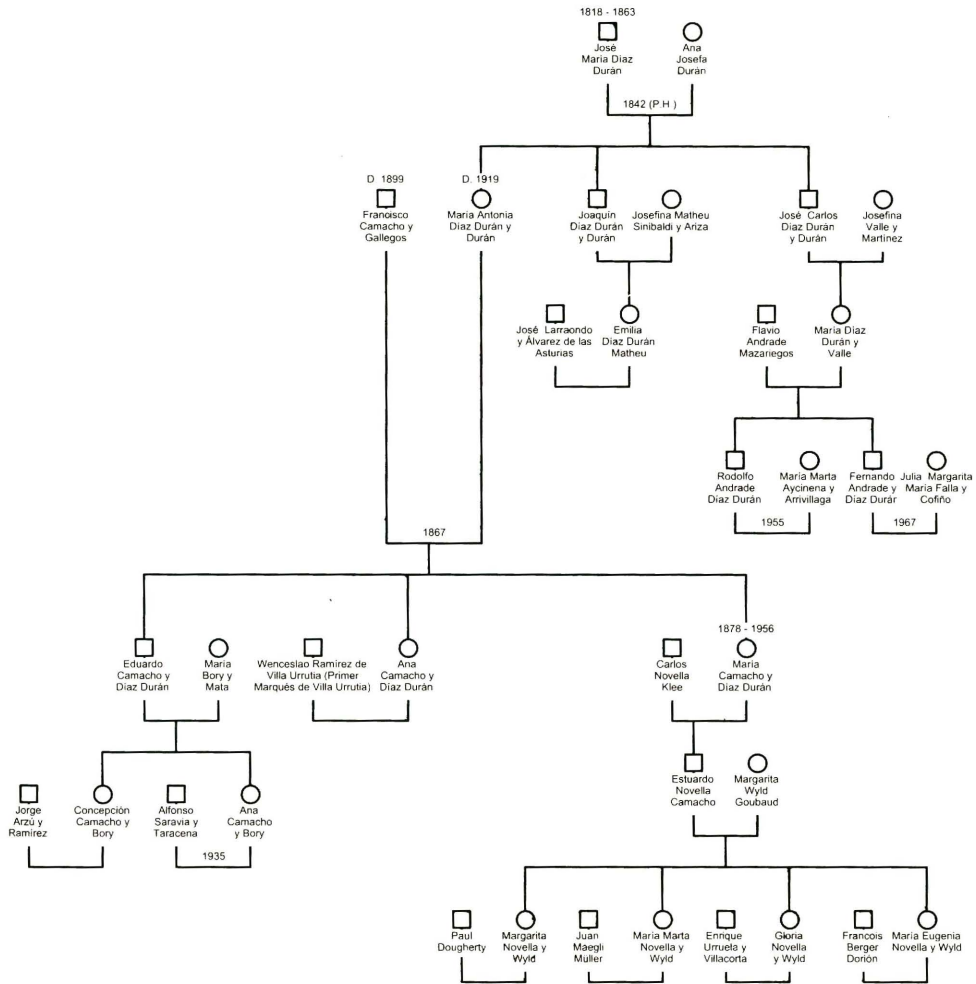 1818 - 1863
José
María Díaz
Durán
Ana
Josefa
Durán
1842 (P.H.)
D. 1899
Francisco
Camacho y
Gallegos
D. 1919
María Antonia
Díaz Durán y
Durán
Joaquín
Díaz Durán
y Durán
Josefina Matheu
Sinibaldi y Ariza
José Carlos
Díaz Durán
y Durán
Josefina
Valle y
Martinez
José Larraondo
y Álvarez de las
Asturias
Emilia
Díaz Durán
Matheu
Flavio
Andrade
Mazariegos
María Díaz
Durán y
Valle
Rodolfo
Andrade
Díaz Durán
María Marta
Aycinena y
Arrivillaga
Fernando
Andrade y
Díaz Durár
Julia Margarita
María Falla y
Cofiño
1955
1967
1867
Eduardo
Camacho y
Díaz Durán
María
Bory y
Mata
Wenceslao Ramírez de
Villa Urrutia (Primer
Marqués de Villa Urrutia)
Ana
Camacho y
Díaz Durán
Carlos
Novella
Klee
1878 - 1956
María
Camacho y
Díaz Durán
Jorge
Arzú y
Ramírez
Concepción
Camacho y
Bory
Alfonso
Saravia y
Taracena
Ana
Camacho
y Bory
1935
Estuardo
Novella
Camacho
Margarita
Wyld
Goubaud
Paul
Dougherty
Margarita
Novella y
Wyld
Juan
Maegli
Müller
María Marta
Novella y
Wyld
Enrique
Urruela y
Villacorta
Gloria
Novella
y Wyld
Francois
Berger
Dorión
María Eugenia
Novella y Wyld